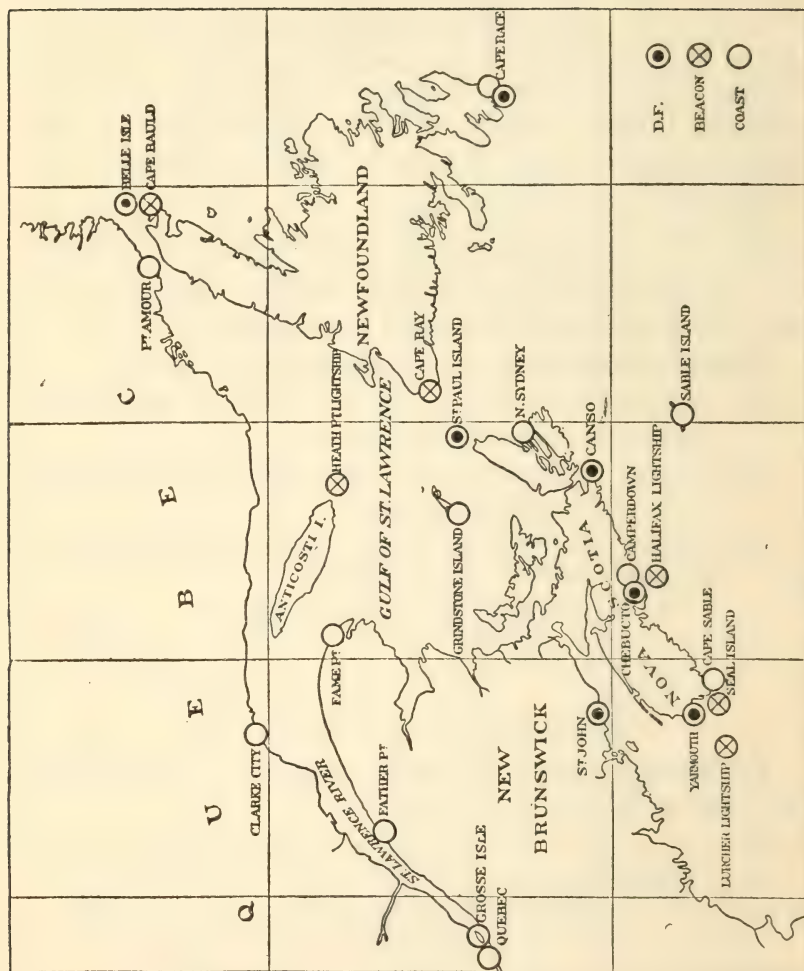 BELLE ISLE
CAPE BAULD
Pt AMOUR
Q U E B E C
CLARKE CITY
ANTICOSTI I.
HEATH Pt LIGHTSHIP
NEWFOUNDLAND
FAME Pt
GULF OF ST. LAWRENCE
CAPE RAY
St PAUL ISLAND
CAPE RACE
FATHER Pt
ST. LAWRENCE RIVER
GRINDSTONE ISLAND
N. SYDNEY
GROSSE ISLE
QUEBEC
NEW
BRUNSWICK
St JOHN
CANSO
NOVA SCOTIA
CAMPERDOWN
CHEBUCTO
HALIFAX LIGHTSHIP
SABLE ISLAND
CAPE SABLE
SEAL ISLAND
YARMOUTH
LURCHER LIGHTSHIP
D.F.
BEACON
COAST